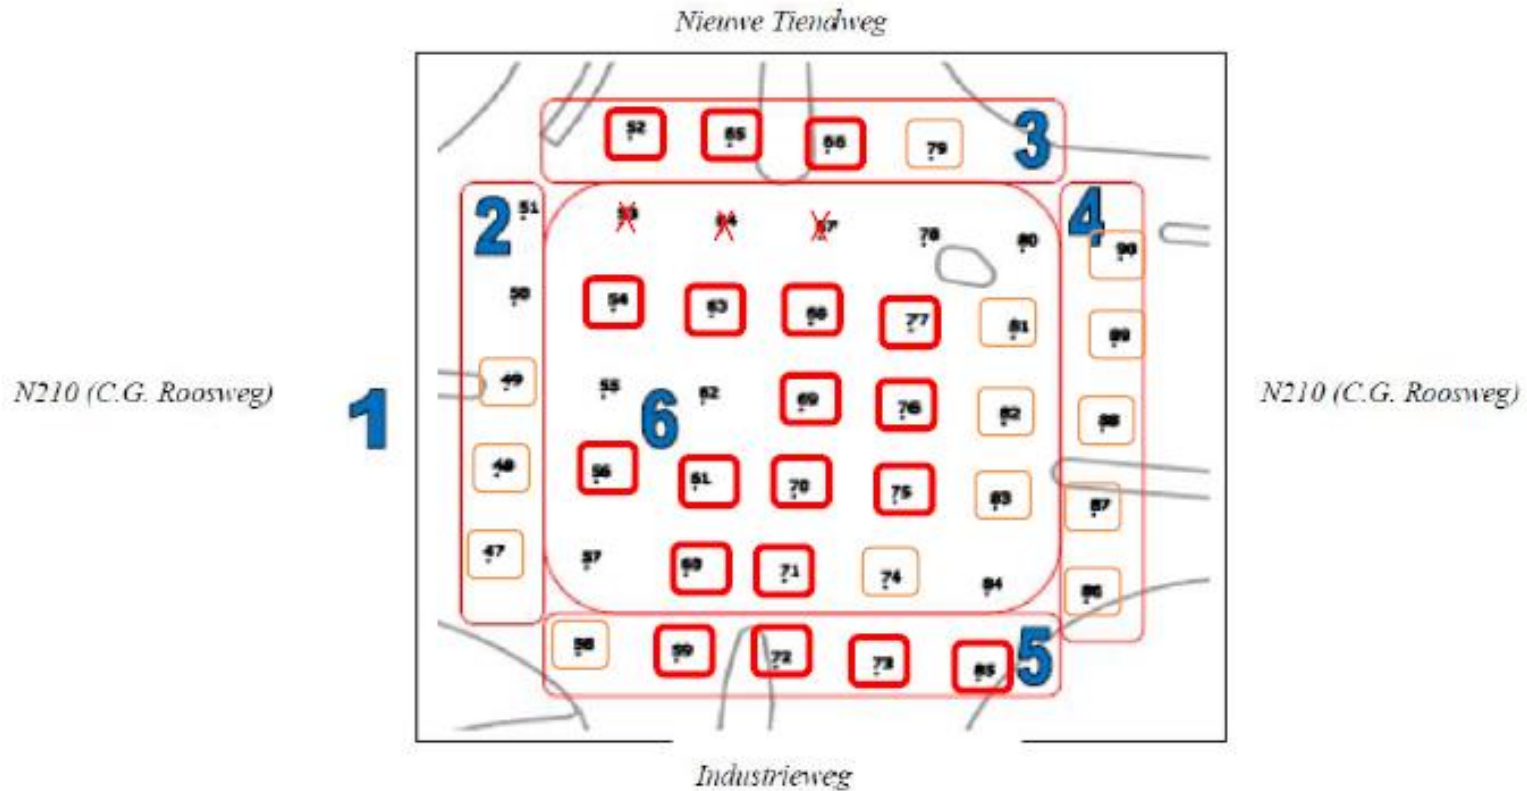 Nieuwe Tiendweg
52 65 66 79 3
2 51 64 78 80 4 90
50 54 63 68 77 81 89
N210 (C.G. Roosweg) 1 49 55 6 62 69 76 82 88 N210 (C.G. Roosweg)
48 56 61 70 75 83 87
47 57 60 71 74 84 86
58 59 72 73 85 5
Industrieweg